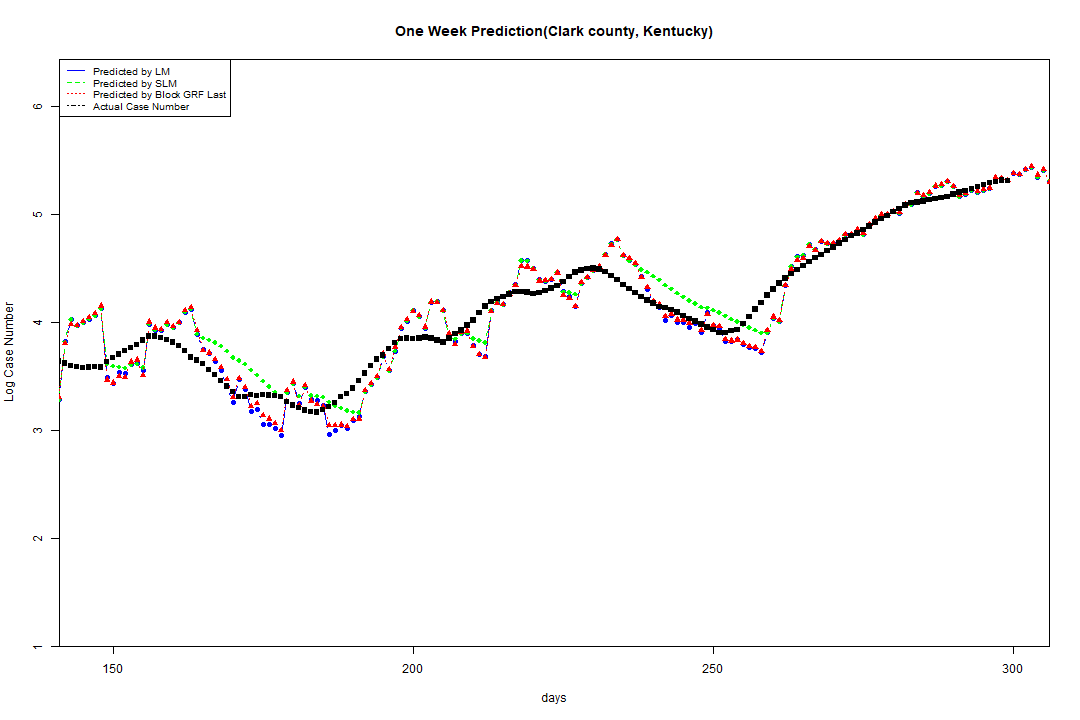 One Week Prediction(Clark county, Kentucky)
Predicted by LM
Predicted by SLM
Predicted by Block GRF Last
Actual Case Number
6
5
4
3
2
1
Log Case Number
150 200 250 300
days